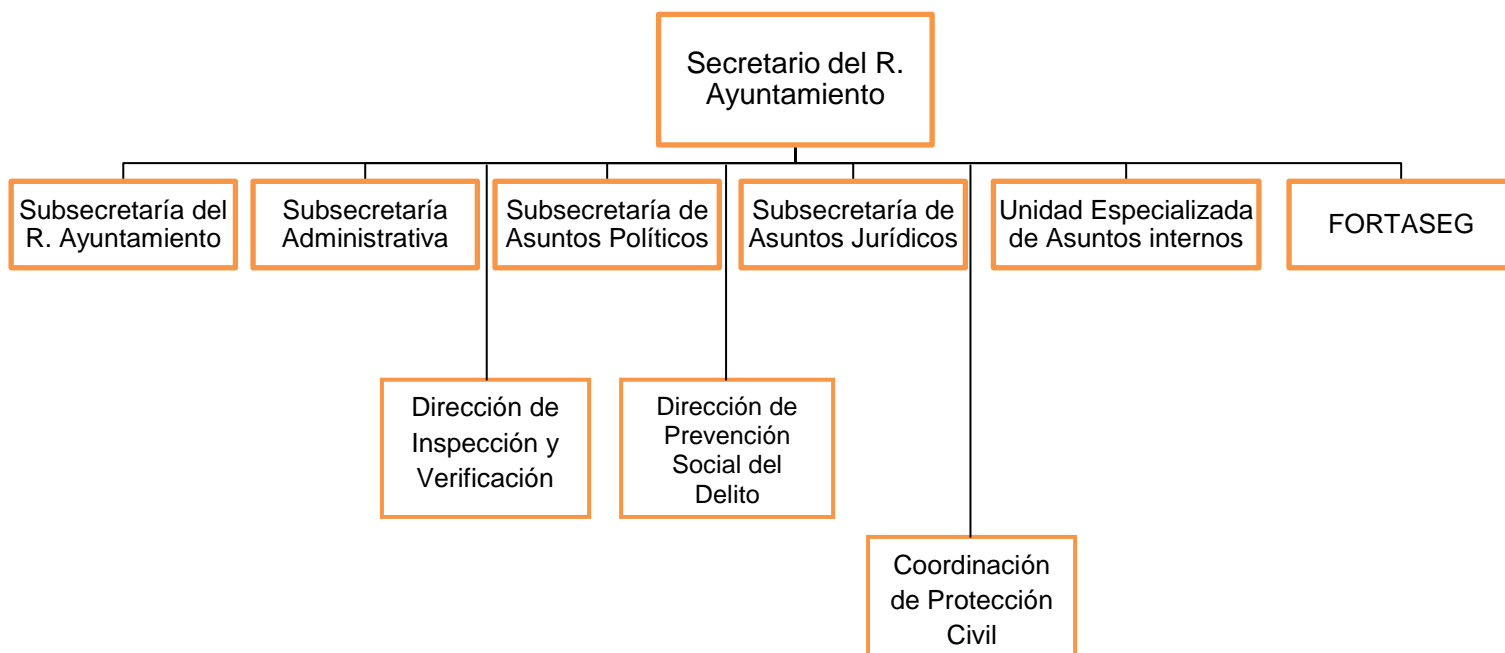 Secretario del R.
Ayuntamiento
Subsecretaría del
R. Ayuntamiento
Subsecretaría
Administrativa
Subsecretaría de
Asuntos Políticos
Subsecretaría de
Asuntos Jurídicos
Unidad Especializada
de Asuntos internos
FORTASEG
Dirección de
Inspección y
Verificación
Dirección de
Prevención
Social del
Delito
Coordinación
de Protección
Civil